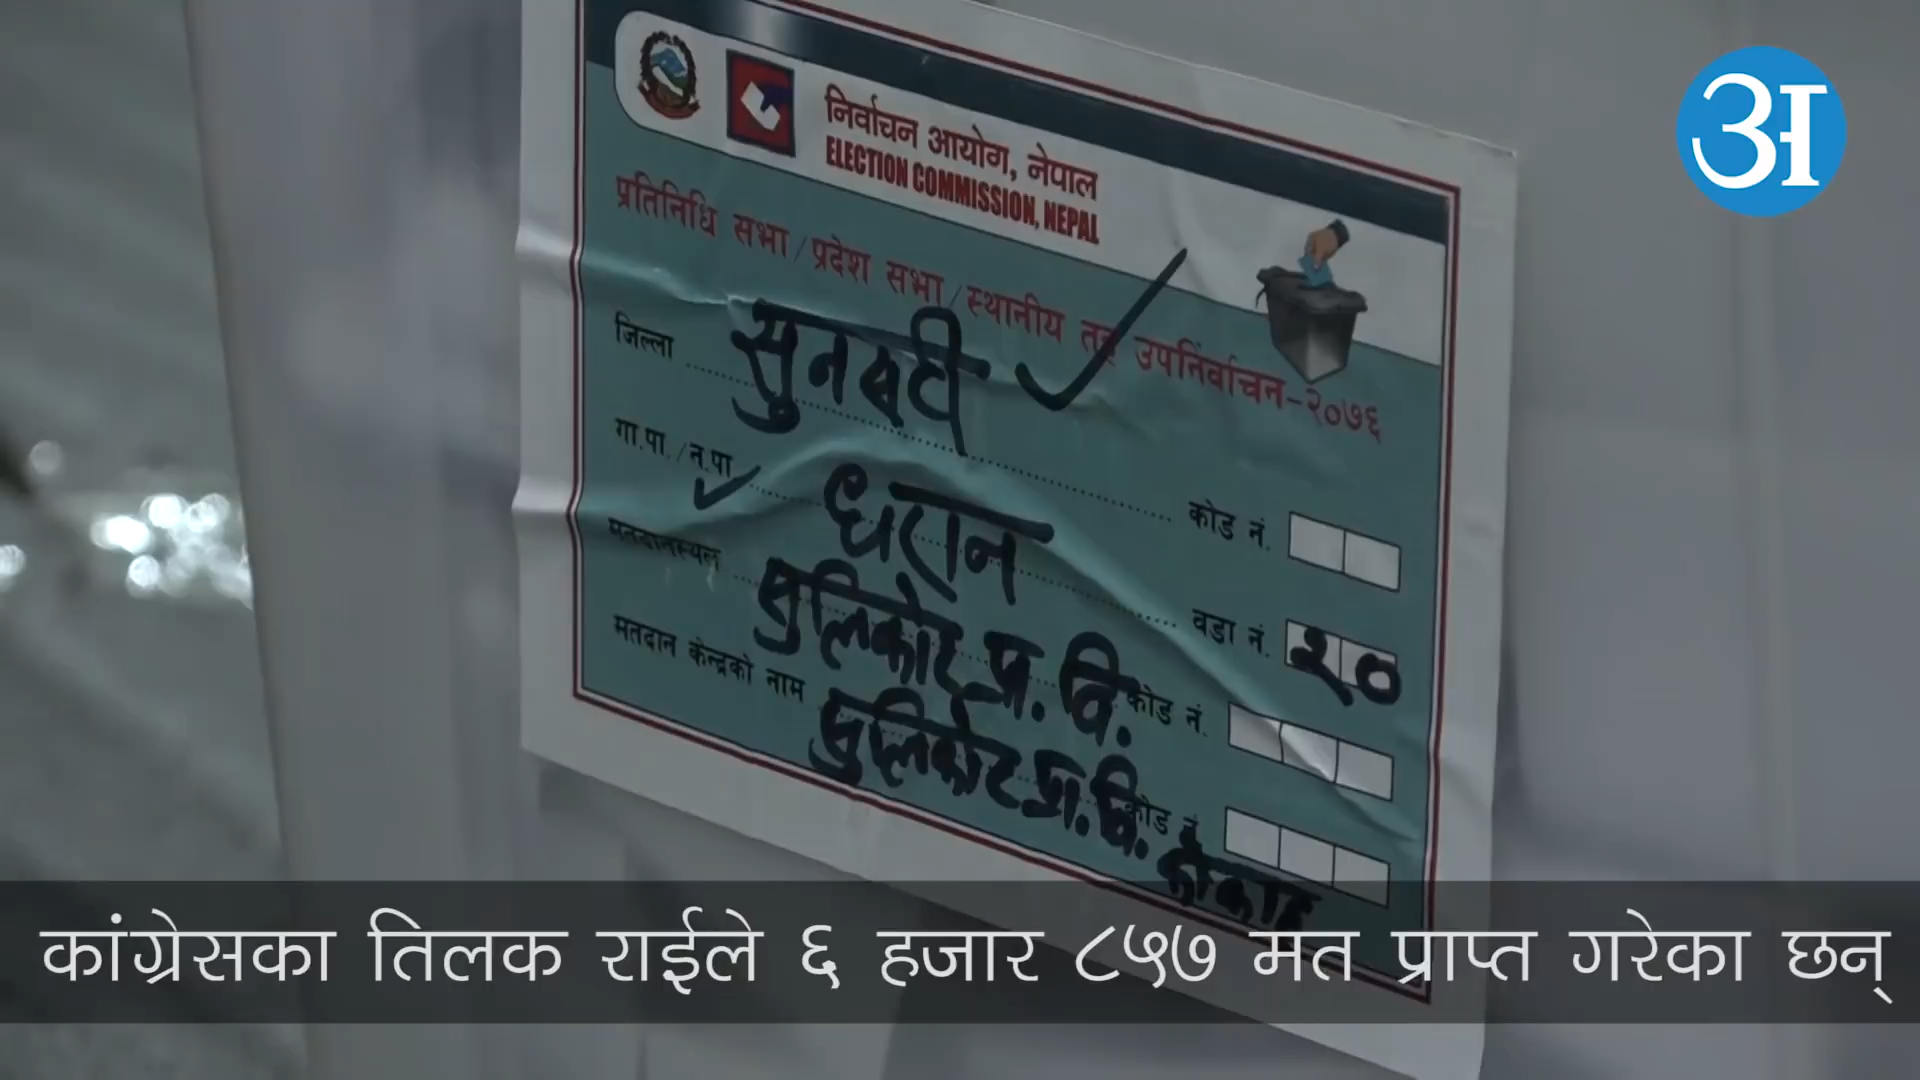 अ
निर्वाचन आयोग, नेपाल
ELECTION COMMISSION, NEPAL
प्रतिनिधि सभा/प्रदेश सभा/स्थानीय तह उपनिर्वाचन-२०७६
जिल्ला सुनसरी
कोड नं.
गा.पा./न.पा धरान
वडा नं. २०
मतदानस्थल प्र. वि. कोड नं.
मतदान केन्द्रको नाम प्र. वि. कोड नं.
कांग्रेसका तिलक राईले ६ हजार ८५७ मत प्राप्त गरेका छन्